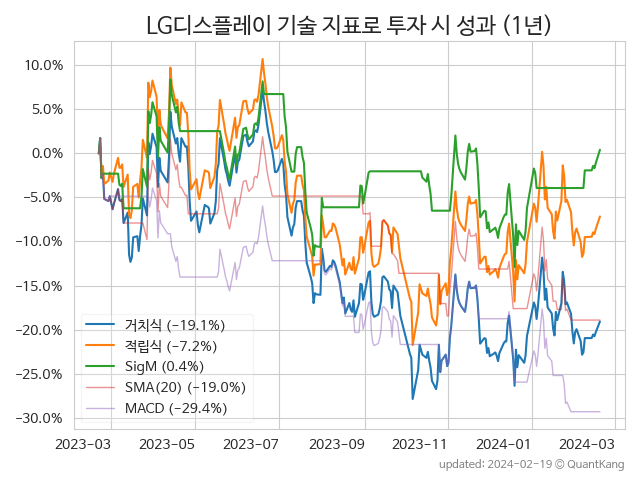 LG디스플레이 기술 지표로 투자 시 성과 (1년)
10.0%
5.0%
0.0%
−5.0%
−10.0%
−15.0%
−20.0%
−25.0%
−30.0%
거치식 (−19.1%)
적립식 (−7.2%)
SigM (0.4%)
SMA(20) (−19.0%)
MACD (−29.4%)
2023-03 2023-05 2023-07 2023-09 2023-11 2024-01 2024-03
updated: 2024-02-19 © QuantKang